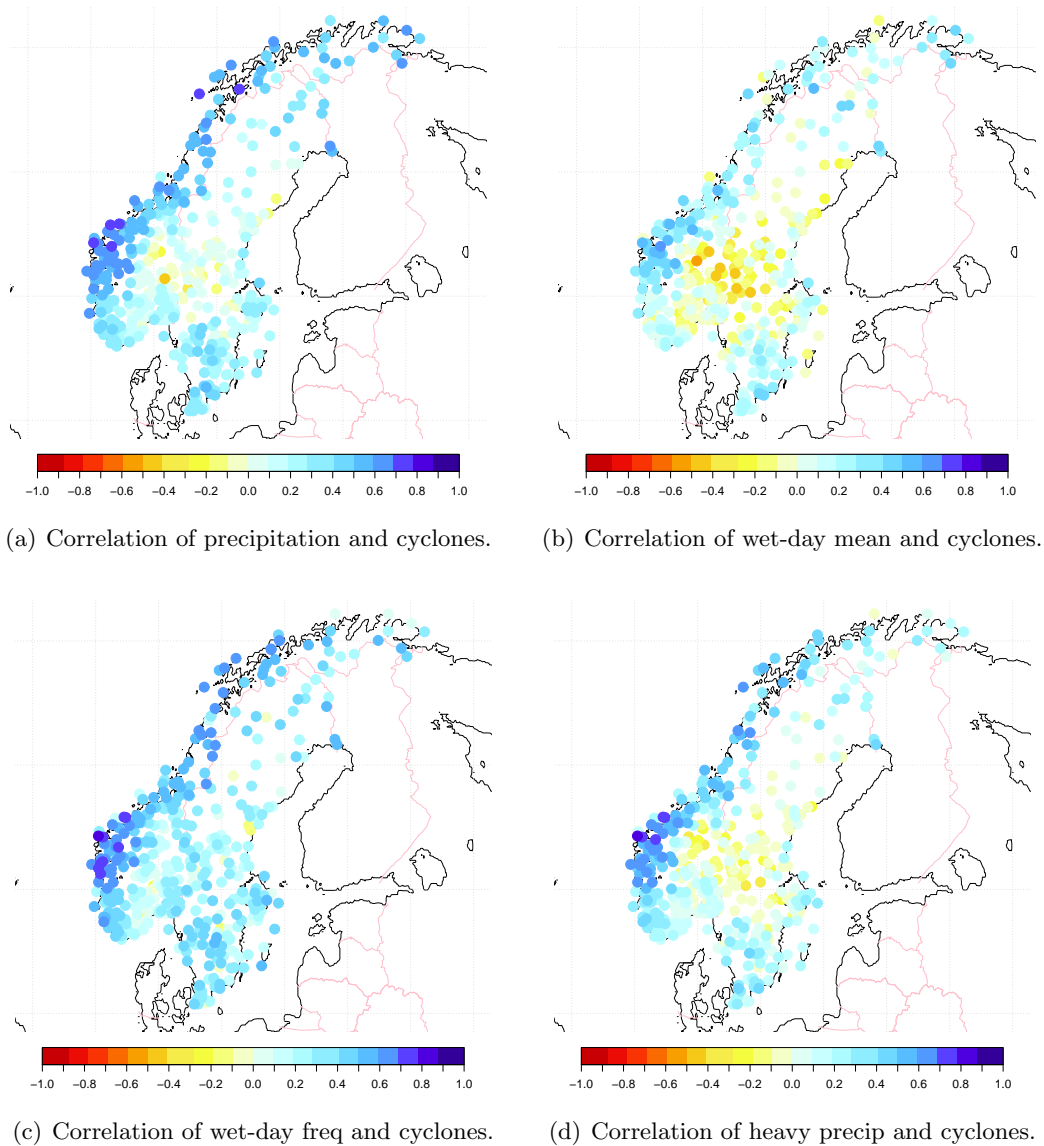 −1.0 −0.8 −0.6 −0.4 −0.2 0.0 0.2 0.4 0.6 0.8 1.0
−1.0 −0.8 −0.6 −0.4 −0.2 0.0 0.2 0.4 0.6 0.8 1.0
(a) Correlation of precipitation and cyclones.
(b) Correlation of wet-day mean and cyclones.
−1.0 −0.8 −0.6 −0.4 −0.2 0.0 0.2 0.4 0.6 0.8 1.0
−1.0 −0.8 −0.6 −0.4 −0.2 0.0 0.2 0.4 0.6 0.8 1.0
(c) Correlation of wet-day freq and cyclones.
(d) Correlation of heavy precip and cyclones.